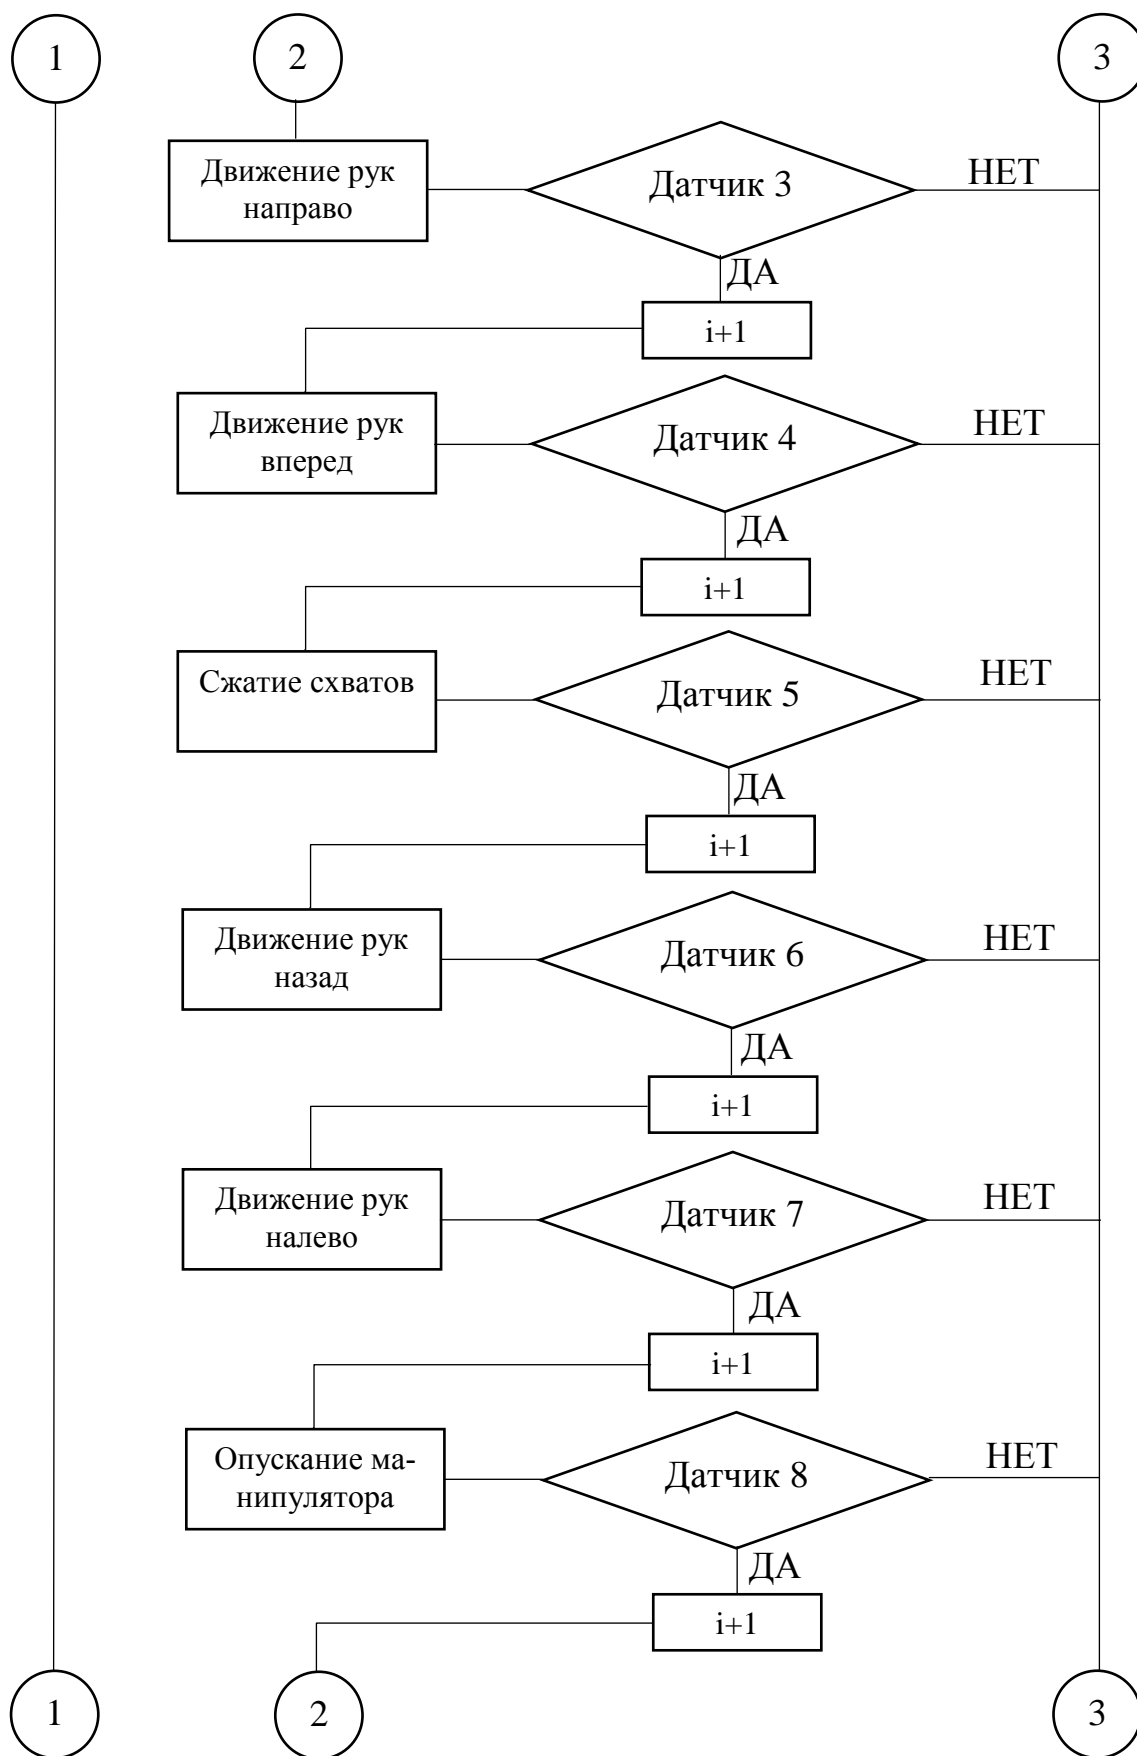 1
2
3
Движение рук
направо
Датчик 3
НЕТ
ДА
i+1
Движение рук
вперед
Датчик 4
НЕТ
ДА
i+1
Сжатие схватов
Датчик 5
НЕТ
ДА
i+1
Движение рук
назад
Датчик 6
НЕТ
ДА
i+1
Движение рук
налево
Датчик 7
НЕТ
ДА
i+1
Опускание ма-
нипулятора
Датчик 8
НЕТ
ДА
i+1
1
2
3